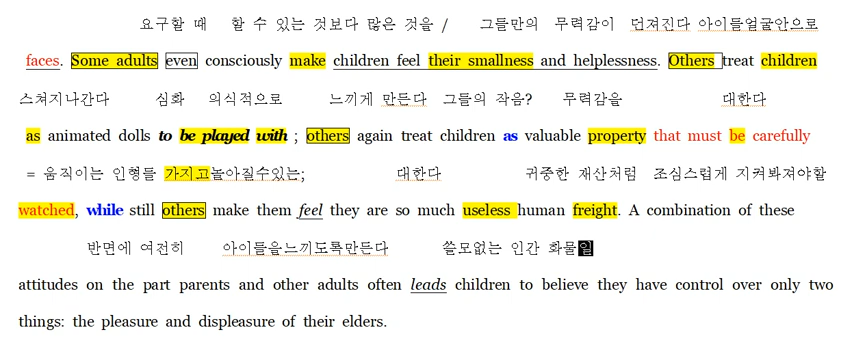 요구할 때 할 수 있는 것보다 많은 것을 / 그들만의 무력감이 던져진다 아이들얼굴안으로
faces. Some adults even consciously make children feel their smallness and helplessness. Others treat children
스쳐지나간다 심화 의식적으로 느끼게 만든다 그들의 작음? 무력감을 대한다
as animated dolls to be played with ; others again treat children as valuable property that must be carefully
= 움직이는 인형들 가지고놀아질수있는; 대한다 귀중한 재산처럼 조심스럽게 지켜봐져야할
watched, while still others make them feel they are so much useless human freight. A combination of these
반면에 여전히 아이들을느끼도록만든다 쓸모없는 인간 화물일
attitudes on the part parents and other adults often leads children to believe they have control over only two
things: the pleasure and displeasure of their elders.